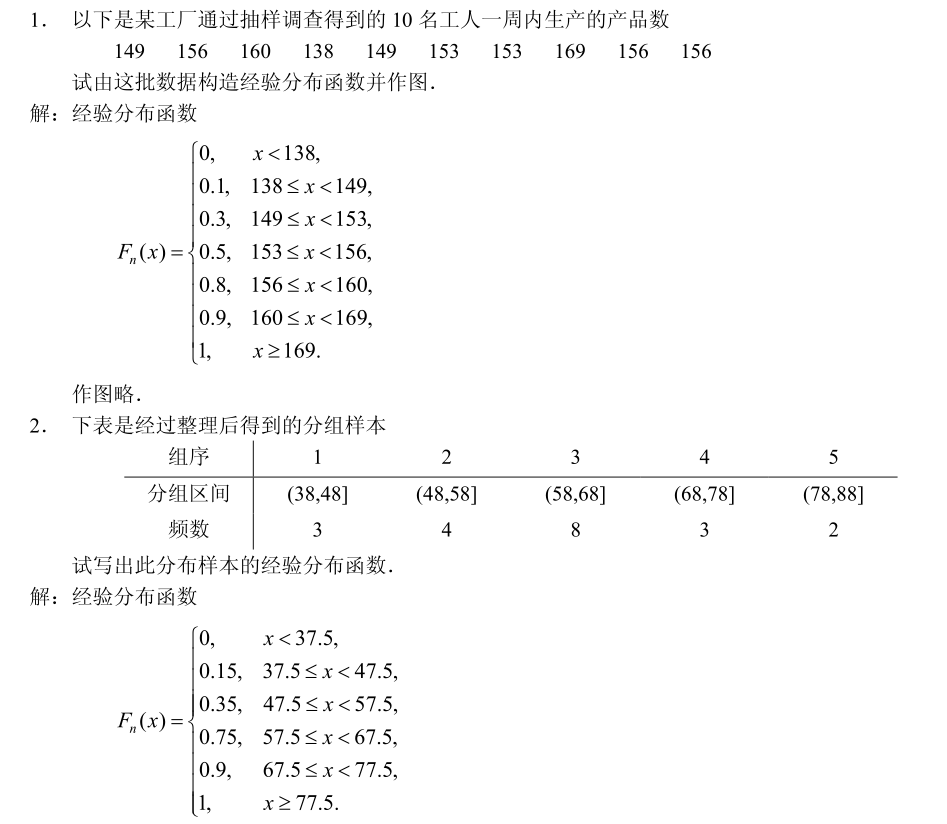 1． 以下是某工厂通过抽样调查得到的 10 名工人一周内生产的产品数
149 156 160 138 149 153 153 169 156 156
试由这批数据构造经验分布函数并作图．
解：经验分布函数
0, x < 138,
0.1, 138 ≤ x < 149,
0.3, 149 ≤ x < 153,
Fₙ(x) = { 0.5, 153 ≤ x < 156,
0.8, 156 ≤ x < 160,
0.9, 160 ≤ x < 169,
1, x ≥ 169.
作图略．
2． 下表是经过整理后得到的分组样本
组序 1 2 3 4 5
分组区间 (38,48] (48,58] (58,68] (68,78] (78,88]
频数 3 4 8 3 2
试写出此分布样本的经验分布函数．
解：经验分布函数
0, x < 37.5,
0.15, 37.5 ≤ x < 47.5,
0.35, 47.5 ≤ x < 57.5,
Fₙ(x) = { 0.75, 57.5 ≤ x < 67.5,
0.9, 67.5 ≤ x < 77.5,
1, x ≥ 77.5.